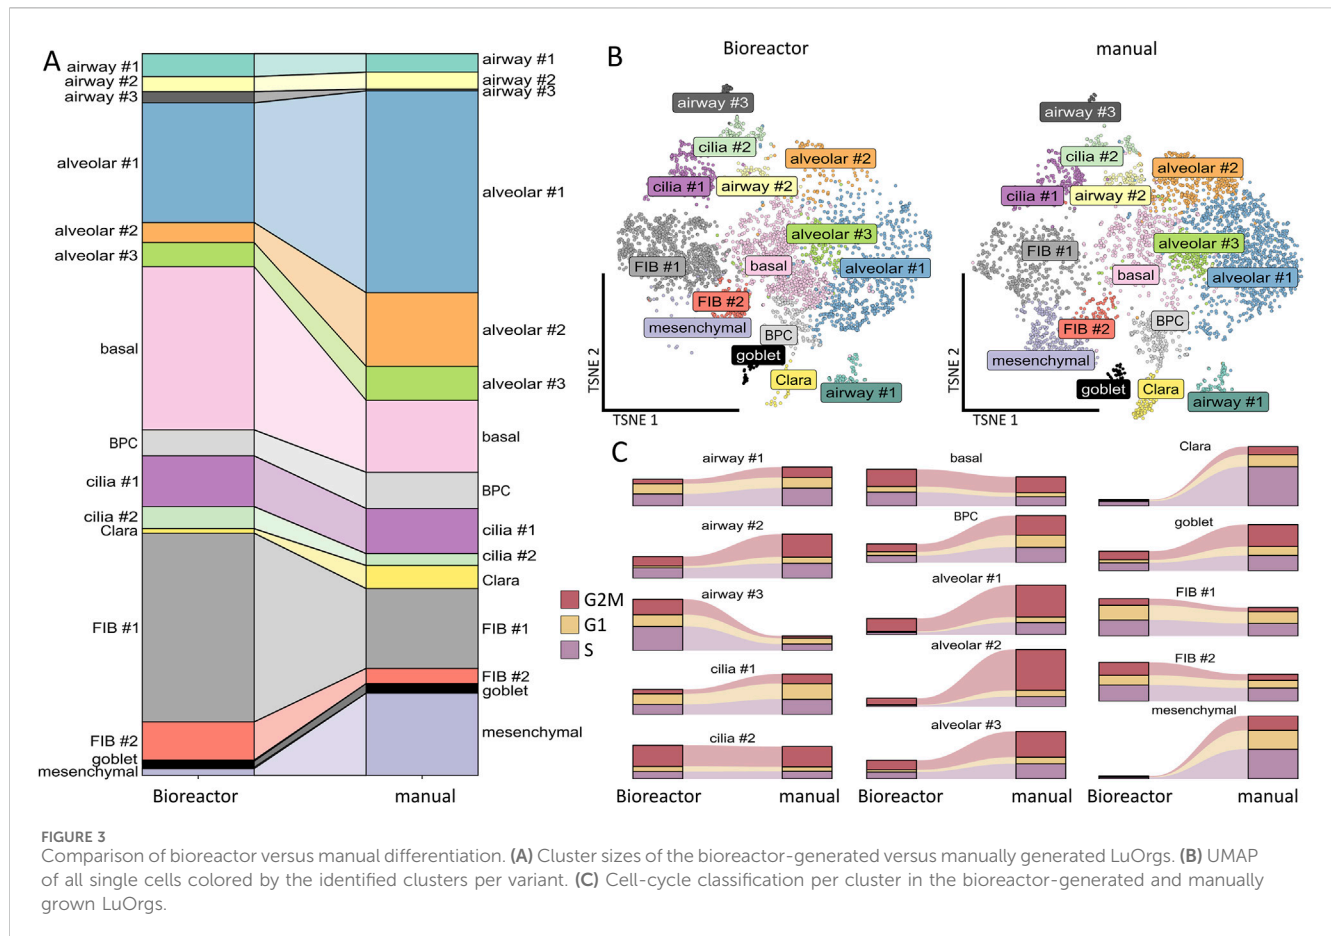 A
airway #1
airway #2
airway #3
alveolar #1
alveolar #2
alveolar #3
basal
BPC
cilia #1
cilia #2
Clara
FIB #1
FIB #2
goblet
mesenchymal
airway #1
airway #2
airway #3
alveolar #1
alveolar #2
alveolar #3
basal
BPC
cilia #1
cilia #2
Clara
FIB #1
FIB #2
goblet
mesenchymal
Bioreactor manual
B
Bioreactor
airway #3
cilia #2
alveolar #2
cilia #1
airway #2
alveolar #3
FIB #1
basal
alveolar #1
FIB #2
mesenchymal
BPC
goblet
Clara
airway #1
TSNE 2
TSNE 1
manual
airway #3
cilia #2
alveolar #2
cilia #1
airway #2
FIB #1
alveolar #3
basal
alveolar #1
FIB #2
BPC
mesenchymal
goblet
Clara
airway #1
TSNE 2
TSNE 1
C
G2M
G1
S
airway #1
airway #2
airway #3
cilia #1
cilia #2
Bioreactor manual
basal
BPC
alveolar #1
alveolar #2
alveolar #3
Bioreactor manual
Clara
goblet
FIB #1
FIB #2
mesenchymal
Bioreactor manual
FIGURE 3
Comparison of bioreactor versus manual differentiation. (A) Cluster sizes of the bioreactor-generated versus manually generated LuOrgs. (B) UMAP
of all single cells colored by the identified clusters per variant. (C) Cell-cycle classification per cluster in the bioreactor-generated and manually
grown LuOrgs.